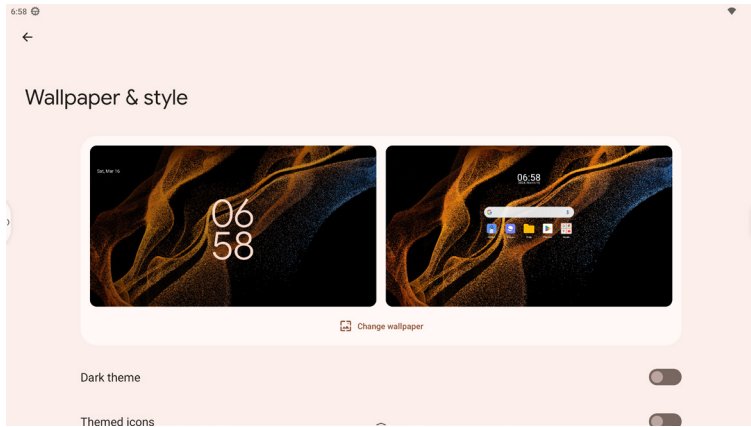 6:58
Wallpaper & style
Sat, Mar 16
06
58
06:58
Change wallpaper
Dark theme
Themed icons